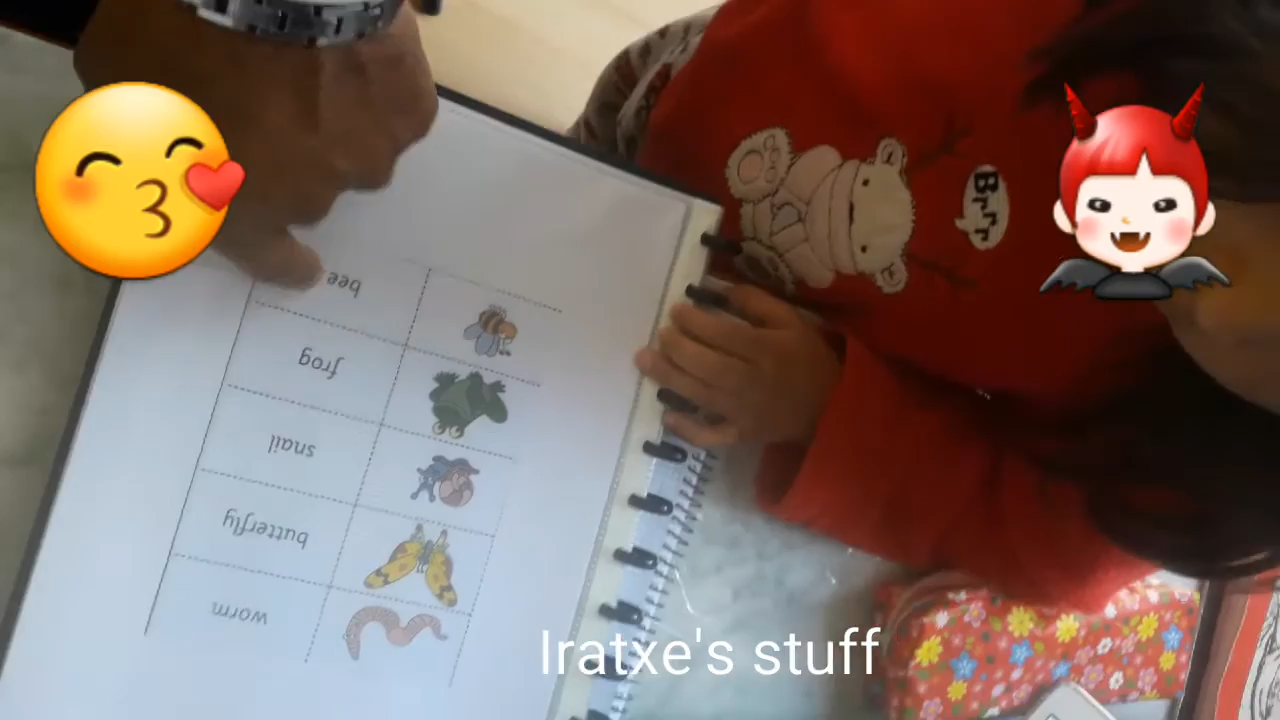 bee
frog
snail
butterfly
worm
Brrr
Iratxe's stuff